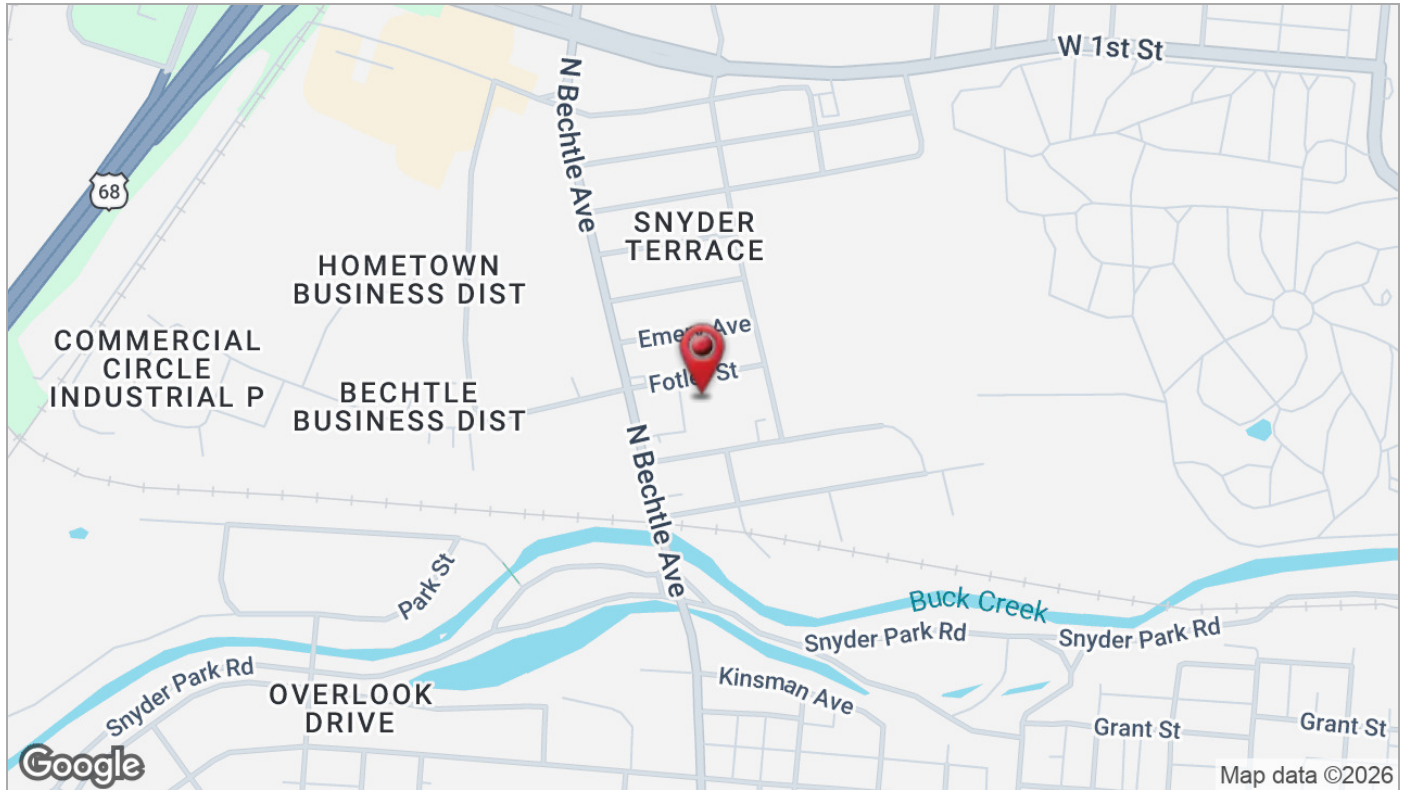 W 1st St
N Bechtle Ave
68
SNYDER
TERRACE
HOMETOWN
BUSINESS DIST
COMMERCIAL
CIRCLE
INDUSTRIAL P
BECHTLE
BUSINESS DIST
Ave
St
N Bechtle Ave
Park St
Buck Creek
Snyder Park Rd
Snyder Park Rd
Snyder Park Rd
Kinsman Ave
OVERLOOK
DRIVE
Grant St
Grant St
Google
Map data ©2026